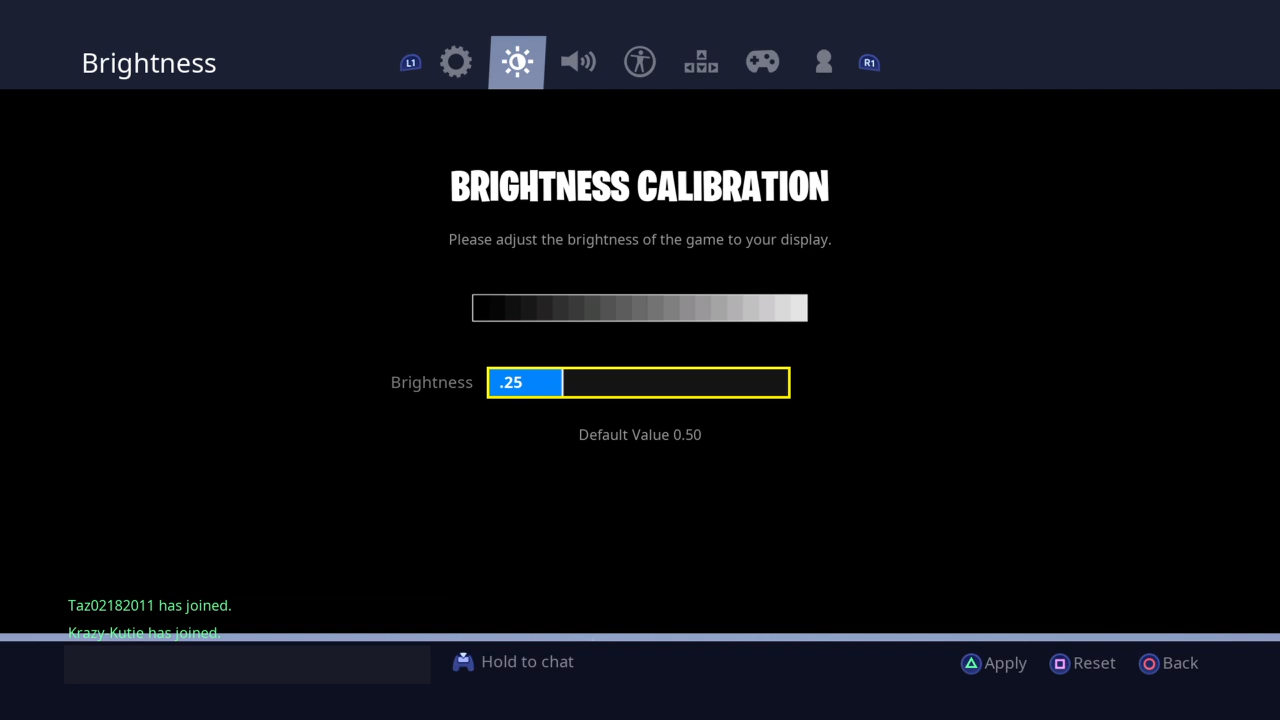 Brightness
L1
R1
BRIGHTNESS CALIBRATION
Please adjust the brightness of the game to your display.
Brightness .25
Default Value 0.50
Taz02182011 has joined.
Krazy-Kutie has joined.
Hold to chat
Apply Reset Back